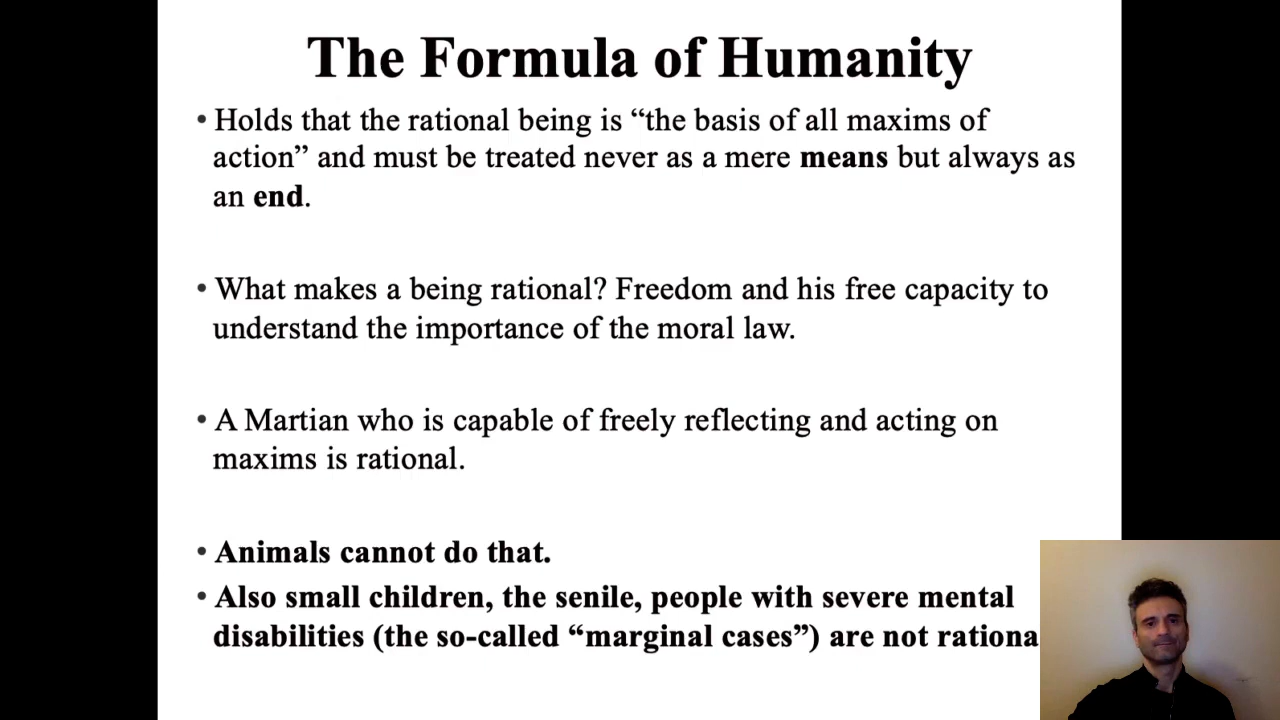 The Formula of Humanity
• Holds that the rational being is “the basis of all maxims of
action” and must be treated never as a mere means but always as
an end.
• What makes a being rational? Freedom and his free capacity to
understand the importance of the moral law.
• A Martian who is capable of freely reflecting and acting on
maxims is rational.
• Animals cannot do that.
• Also small children, the senile, people with severe mental
disabilities (the so-called “marginal cases”) are not rationa